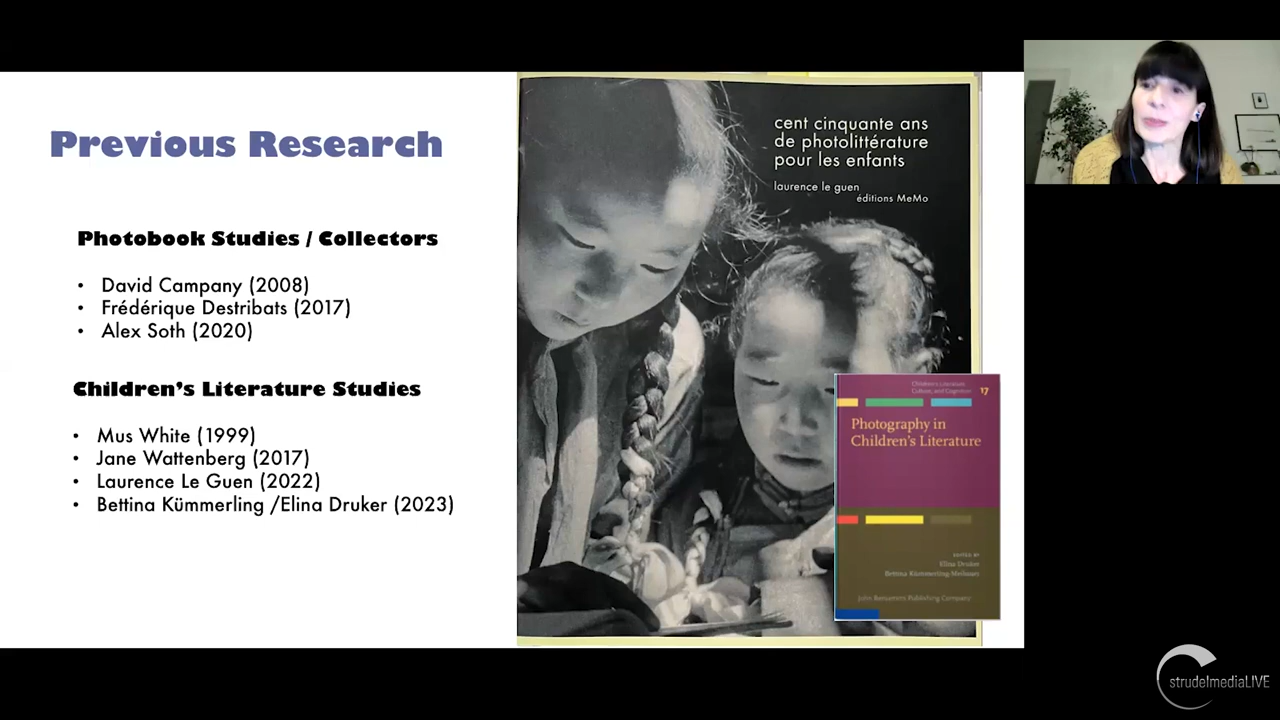 Previous Research
Photobook Studies / Collectors
• David Campany (2008)
• Frédérique Destribats (2017)
• Alex Soth (2020)
Children's Literature Studies
• Mus White (1999)
• Jane Wattenberg (2017)
• Laurence Le Guen (2022)
• Bettina Kümmerling /Elina Druker (2023)
cent cinquante ans
de photolittérature
pour les enfants
laurence le guen
éditions MeMo
Children's Literature,
Culture, and Cognition
17
Photography in
Children's Literature
EDITED BY
Elina Druker
Bettina Kümmerling-Meibauer
John Benjamins Publishing Company
strudelmediaLIVE